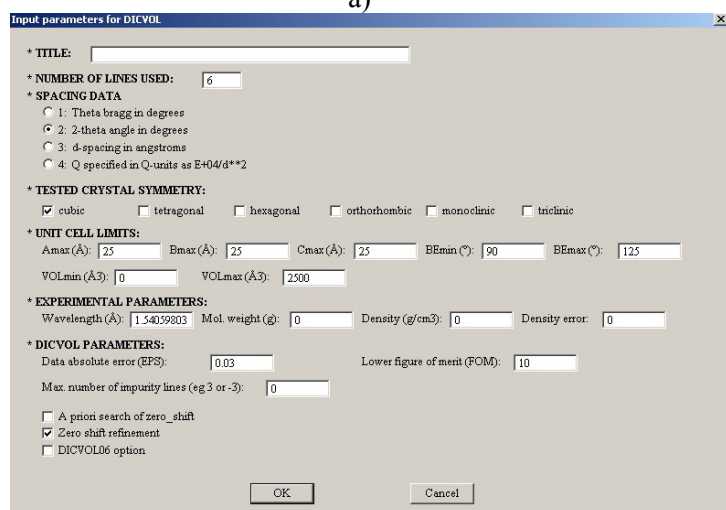 a)
Input parameters for DICVOL
* TITLE:
* NUMBER OF LINES USED: 6
* SPACING DATA
1: Theta bragg in degrees
2: 2-theta angle in degrees
3: d-spacing in angstroms
4: Q specified in Q-units as E+04/d**2
* TESTED CRYSTAL SYMMETRY:
cubic tetragonal hexagonal orthorhombic monoclinic triclinic
* UNIT CELL LIMITS:
Amax (Å): 25 Bmax (Å): 25 Cmax (Å): 25 BEmin (°): 90 BEmax (°): 125
VOLmin (Å3): 0 VOLmax (Å3): 2500
* EXPERIMENTAL PARAMETERS:
Wavelength (Å): 1.54059803 Mol. weight (g): 0 Density (g/cm3): 0 Density error: 0
* DICVOL PARAMETERS:
Data absolute error (EPS): 0.03 Lower figure of merit (FOM): 10
Max. number of impurity lines (eg 3 or -3): 0
A priori search of zero_shift
Zero shift refinement
DICVOL06 option
OK Cancel